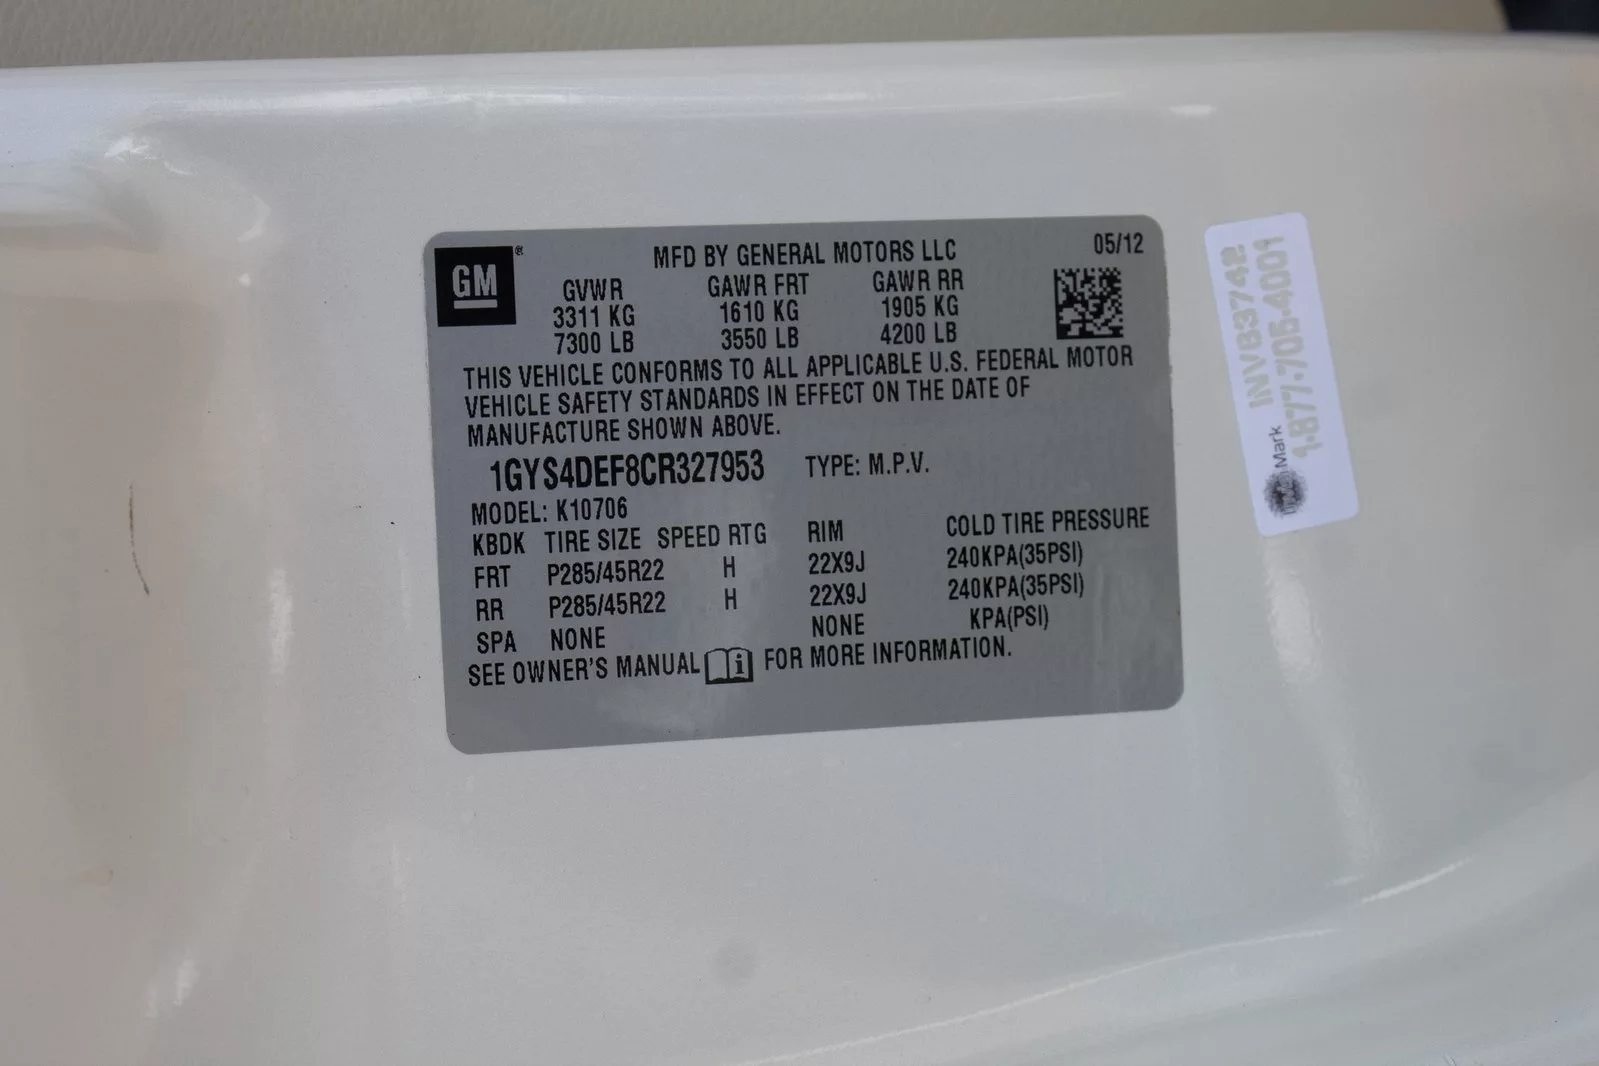 GM ®
MFD BY GENERAL MOTORS LLC 05/12
GVWR GAWR FRT GAWR RR
3311 KG 1610 KG 1905 KG
7300 LB 3550 LB 4200 LB
THIS VEHICLE CONFORMS TO ALL APPLICABLE U.S. FEDERAL MOTOR
VEHICLE SAFETY STANDARDS IN EFFECT ON THE DATE OF
MANUFACTURE SHOWN ABOVE.
1GYS4DEF8CR327953 TYPE: M.P.V.
MODEL: K10706
KBDK TIRE SIZE SPEED RTG RIM COLD TIRE PRESSURE
FRT P285/45R22 H 22X9J 240KPA(35PSI)
RR P285/45R22 H 22X9J 240KPA(35PSI)
SPA NONE NONE KPA(PSI)
SEE OWNER'S MANUAL FOR MORE INFORMATION.
Mark INV63742
1-877-705-4001